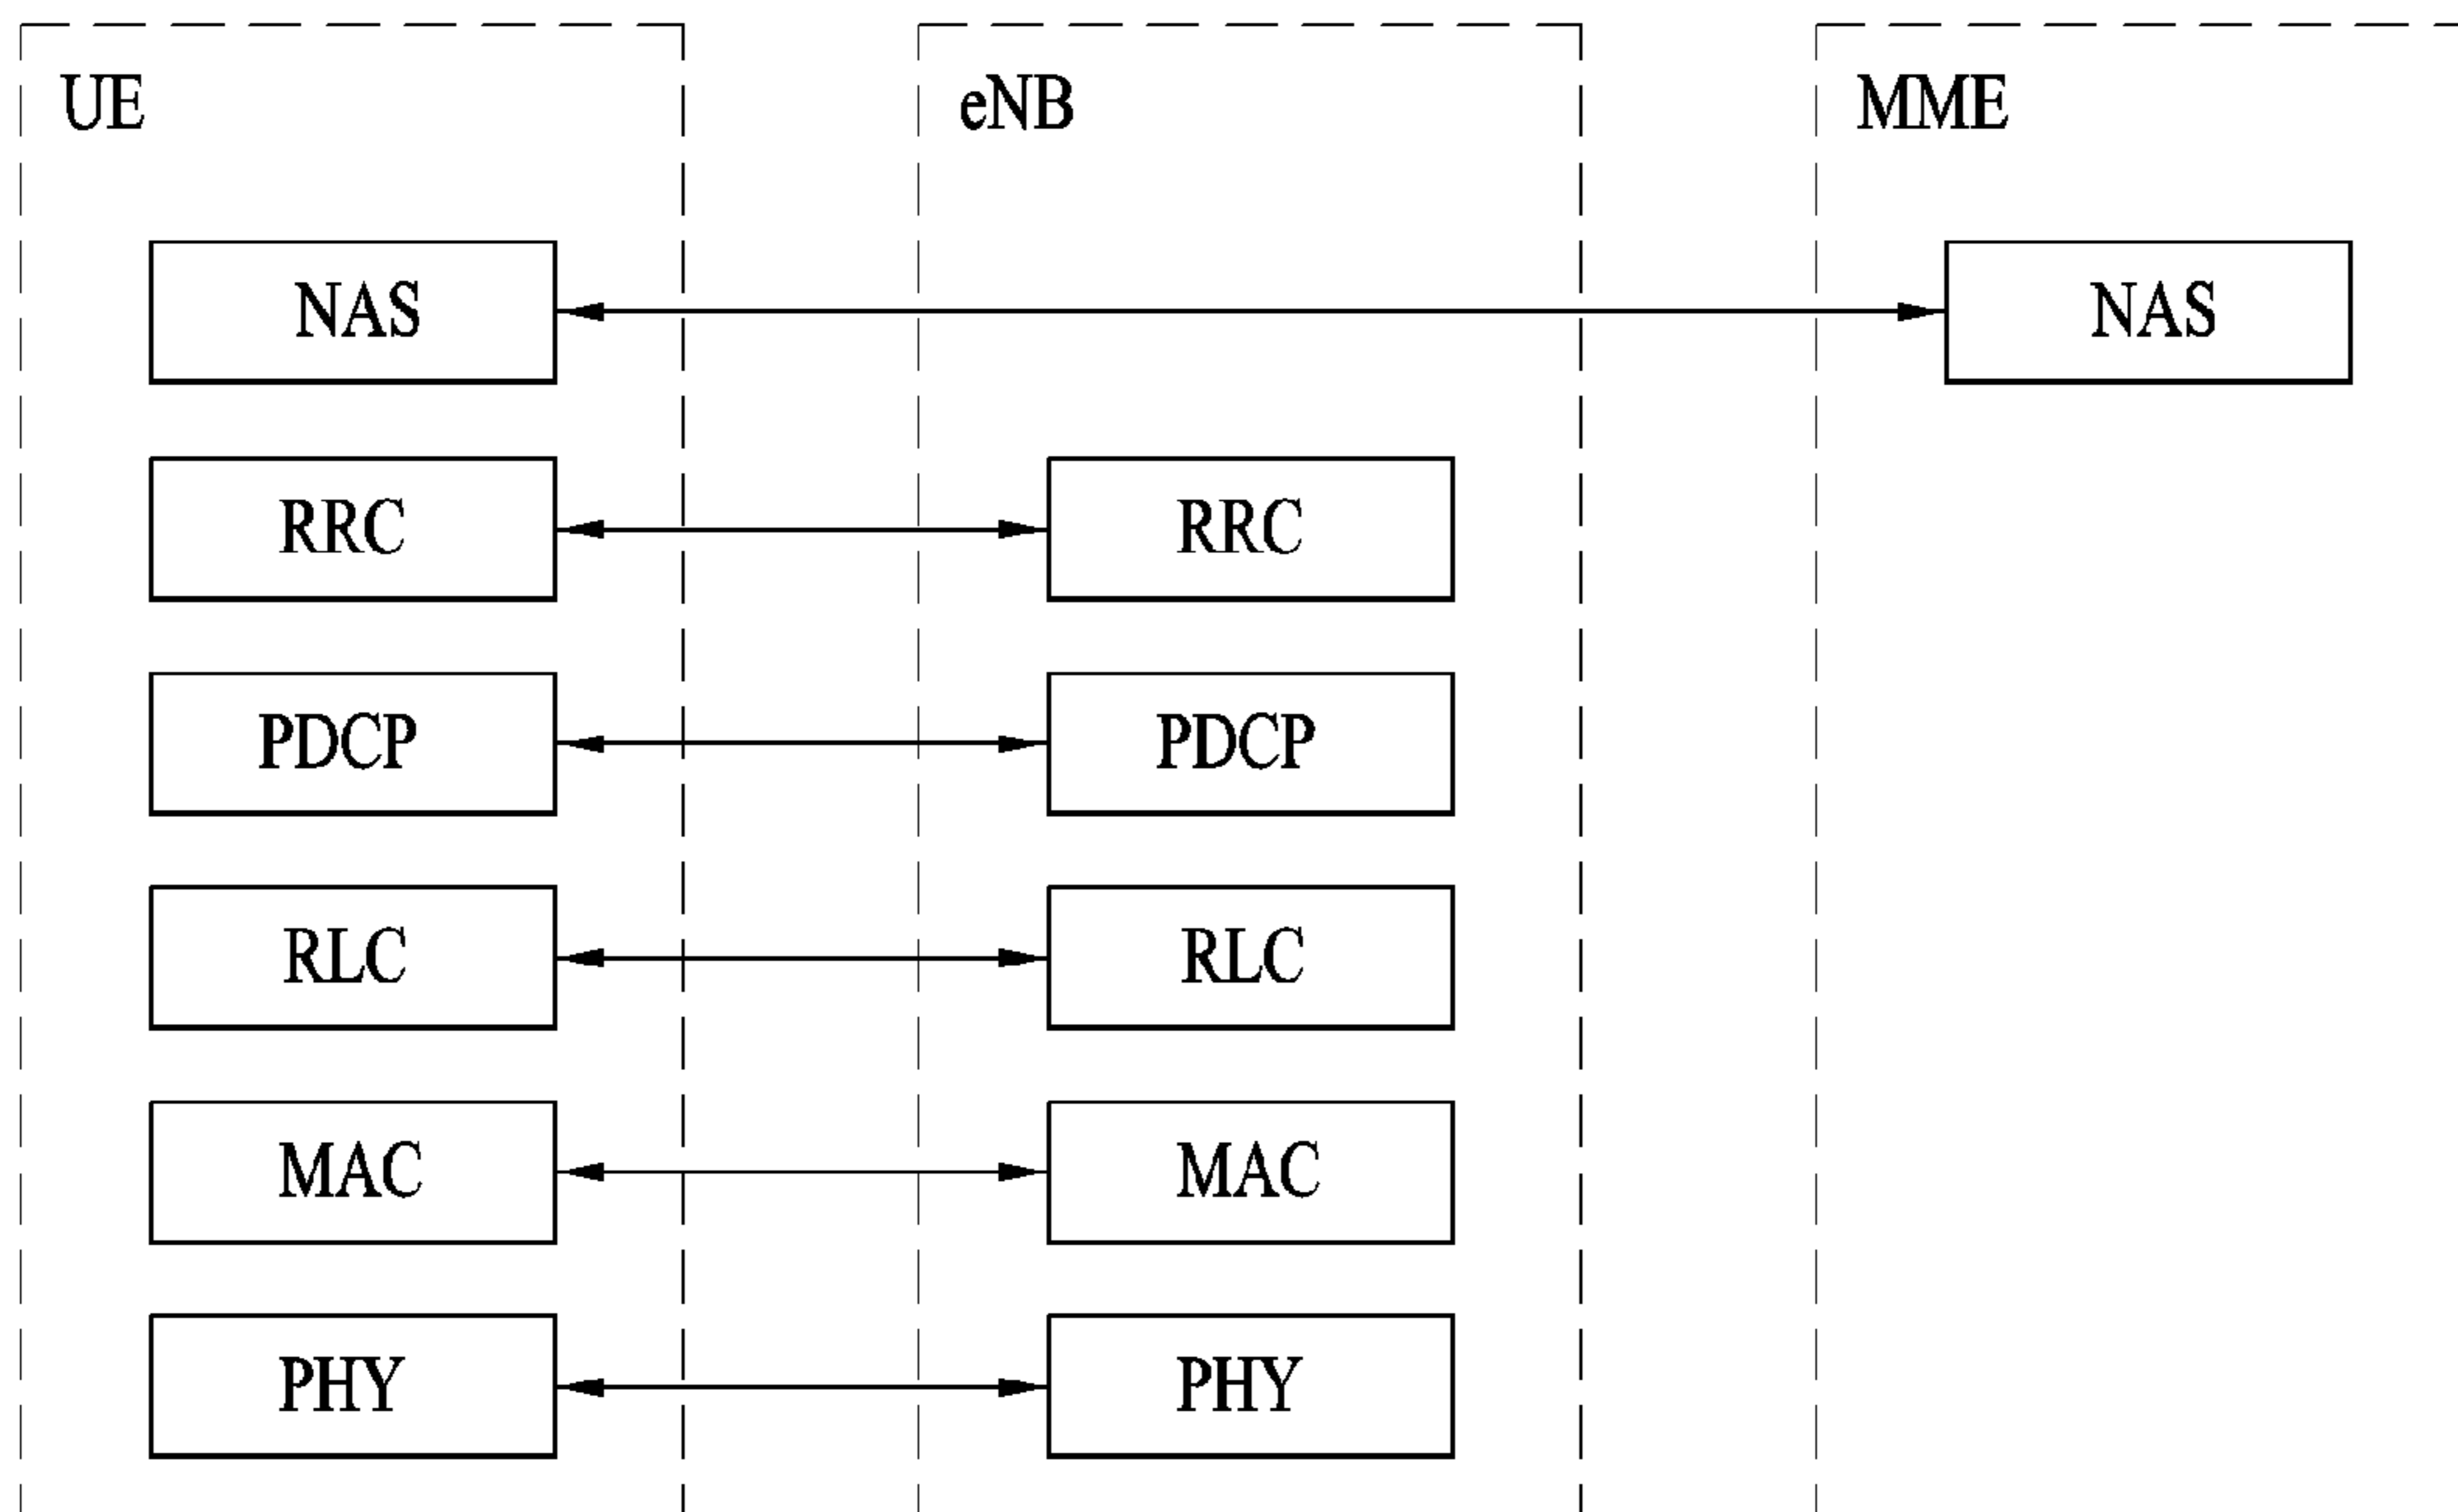 UE eNB MME
NAS NAS
RRC RRC
PDCP PDCP
RLC RLC
MAC MAC
PHY PHY